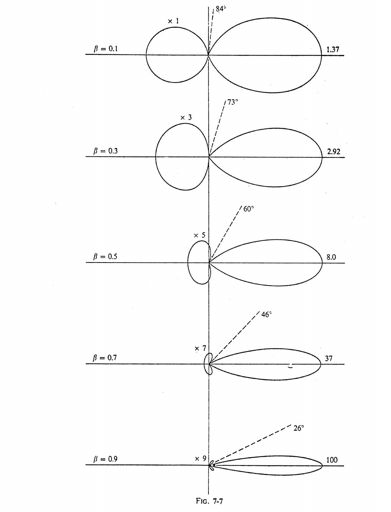 84°
× 1
β = 0.1
1.37
73°
× 3
β = 0.3
2.92
60°
× 5
β = 0.5
8.0
46°
× 7
β = 0.7
37
26°
β = 0.9
× 9
100
FIG. 7-7